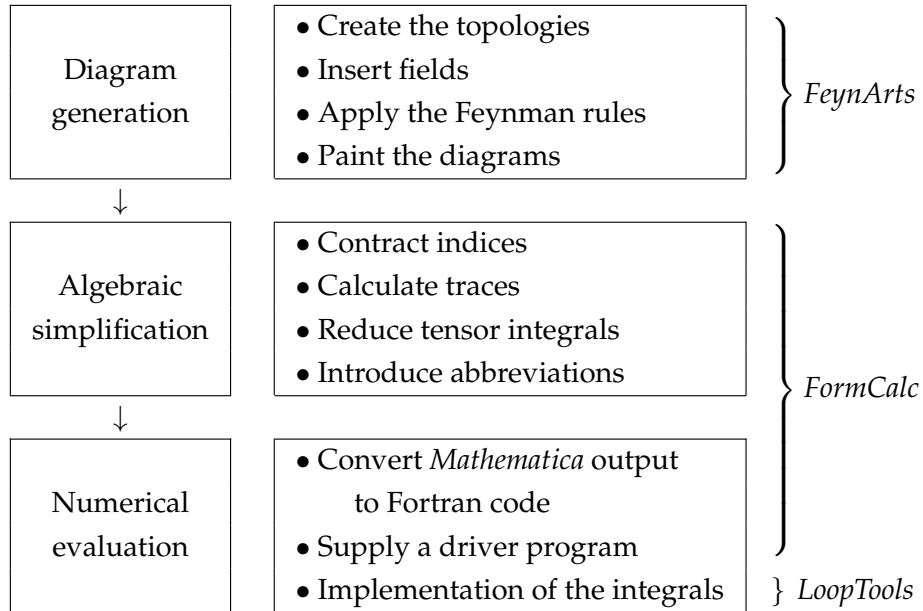 Diagram
generation
• Create the topologies
• Insert fields
• Apply the Feynman rules
• Paint the diagrams
FeynArts
↓
Algebraic
simplification
• Contract indices
• Calculate traces
• Reduce tensor integrals
• Introduce abbreviations
FormCalc
↓
Numerical
evaluation
• Convert Mathematica output
to Fortran code
• Supply a driver program
• Implementation of the integrals
} LoopTools